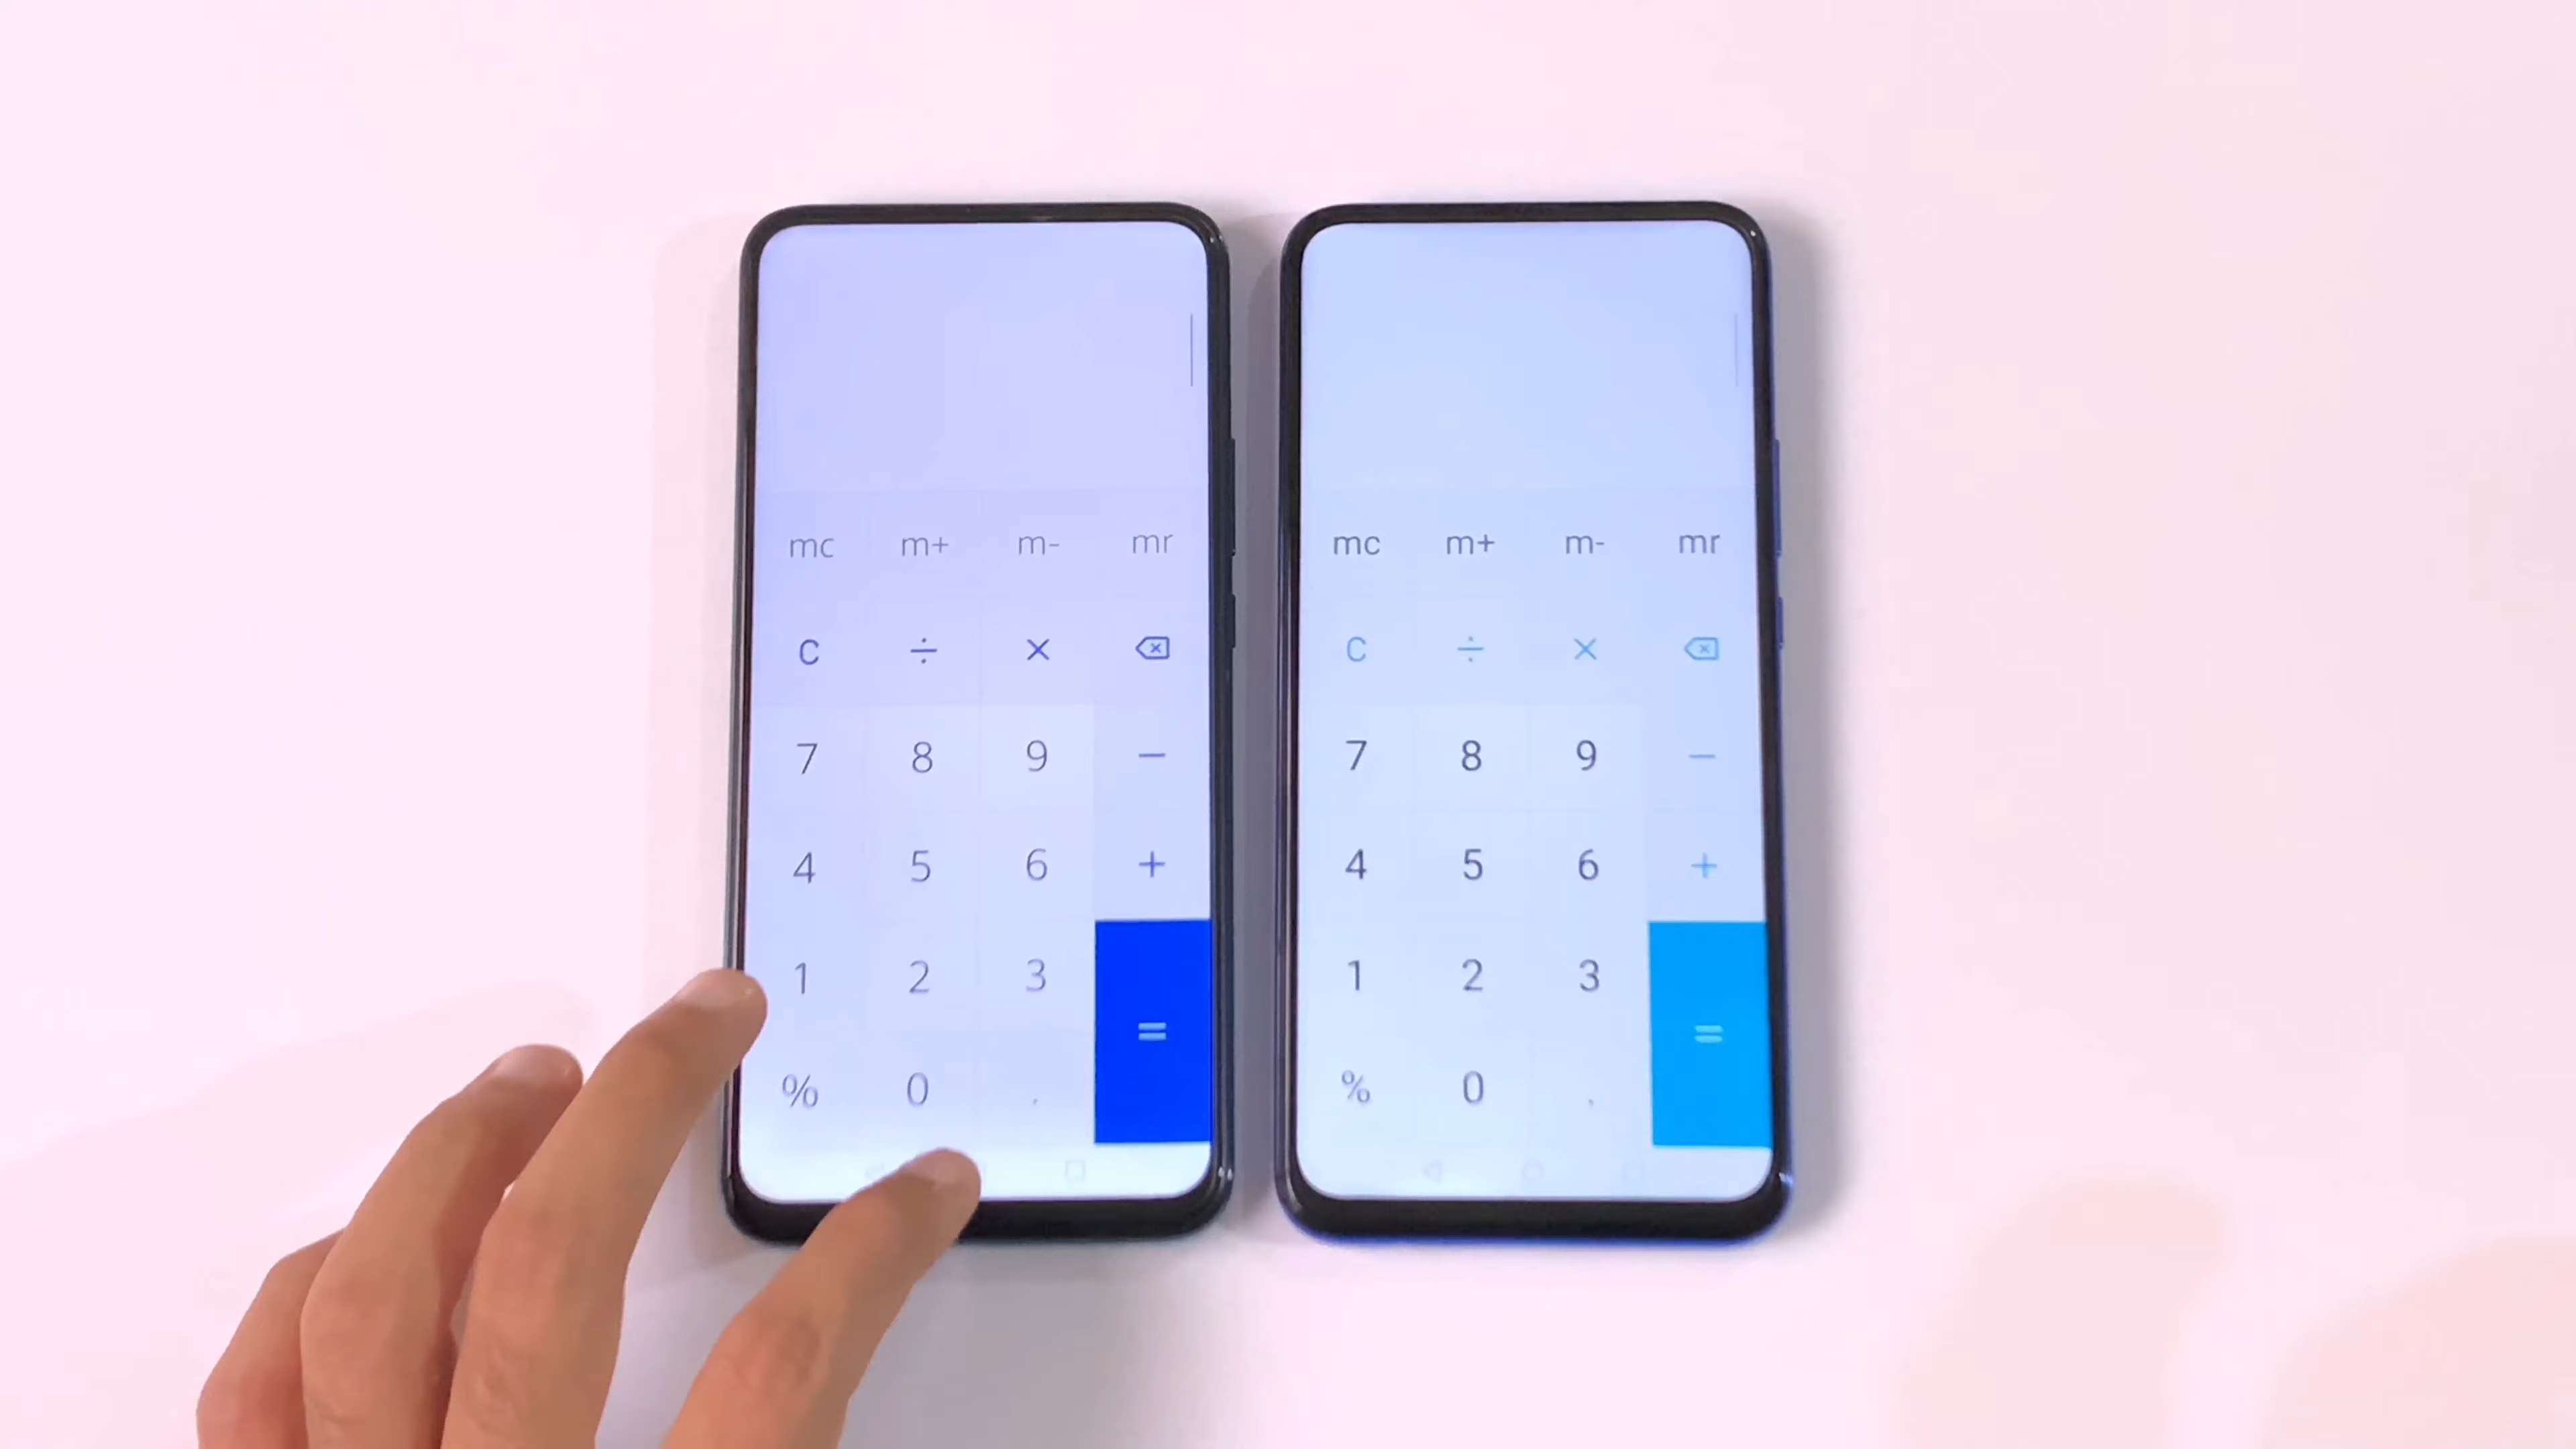 mc m+ m- mr
C ÷ ×
7 8 9 −
4 5 6 +
1 2 3
=
% 0 .
mc m+ m- mr
C ÷ ×
7 8 9 −
4 5 6 +
1 2 3
=
% 0 .